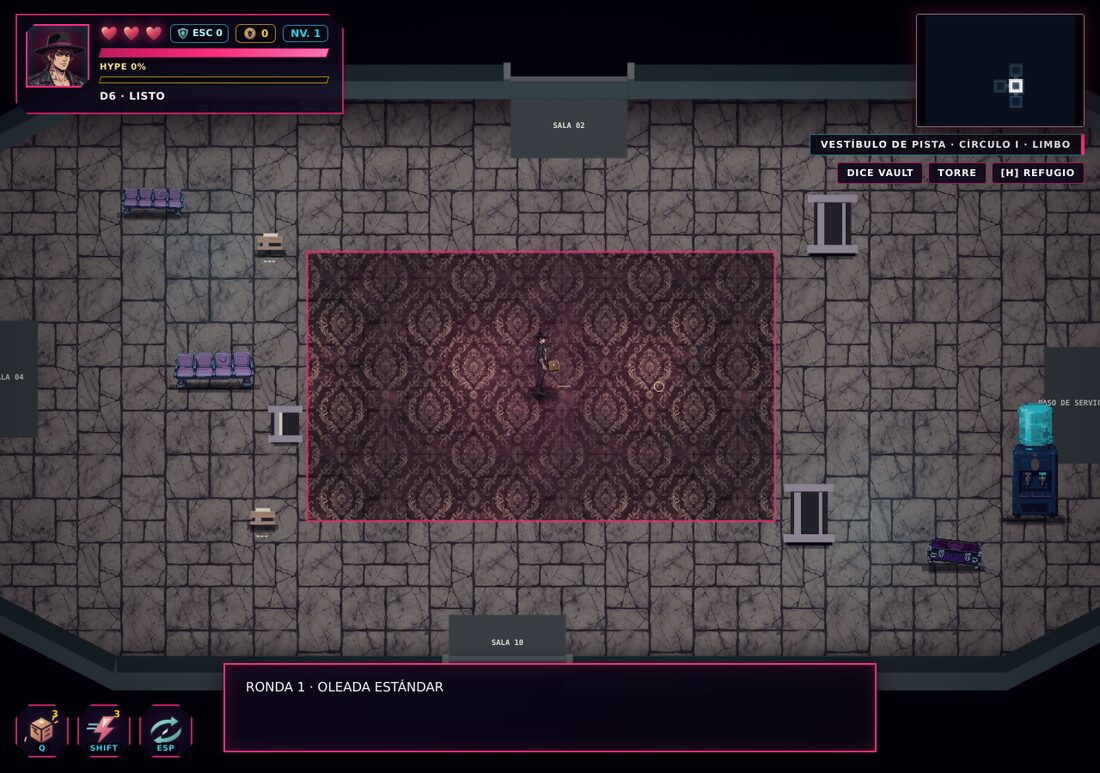 ESC 0
0
NV. 1
HYPE 0%
D6 · LISTO
SALA 02
VESTÍBULO DE PISTA · CÍRCULO I · LIMBO
DICE VAULT
TORRE
[H] REFUGIO
LA 04
PASO DE SERVIC
SALA 10
RONDA 1 · OLEADA ESTÁNDAR
3
Q
3
SHIFT
ESP